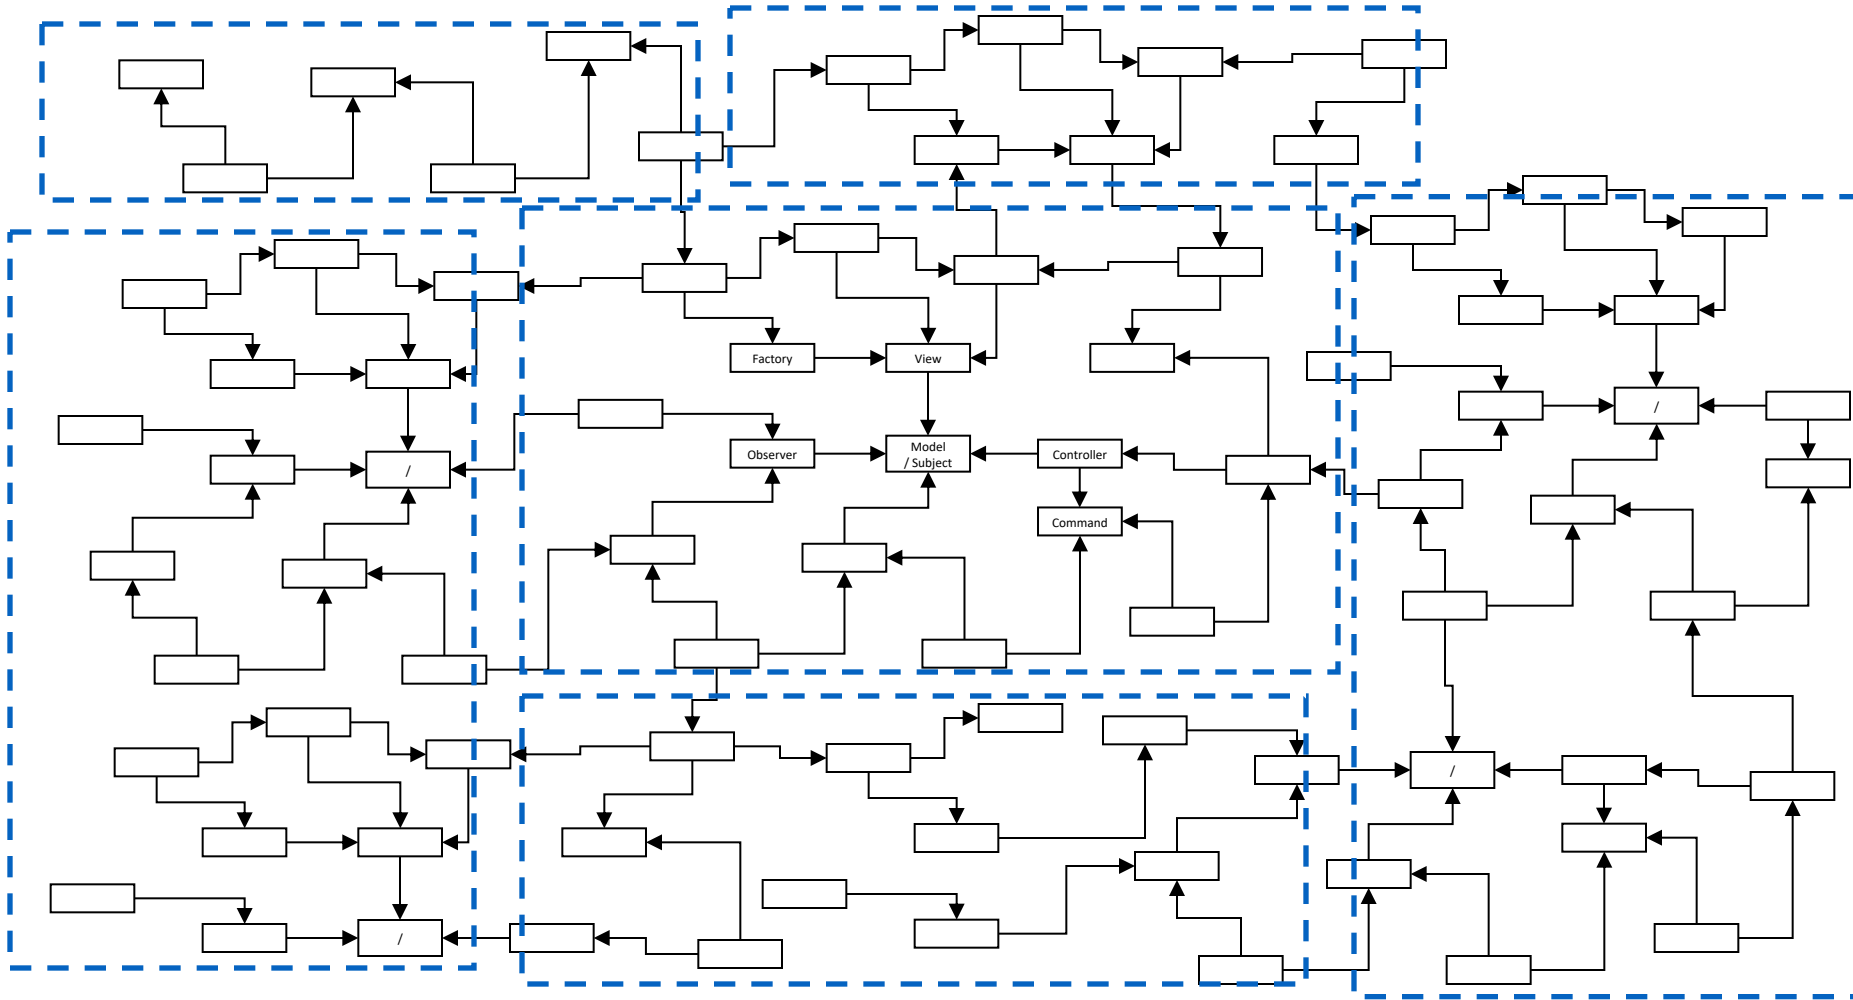 Factory
View
/
/
Observer
Model
/ Subject
Controller
Command
/
/